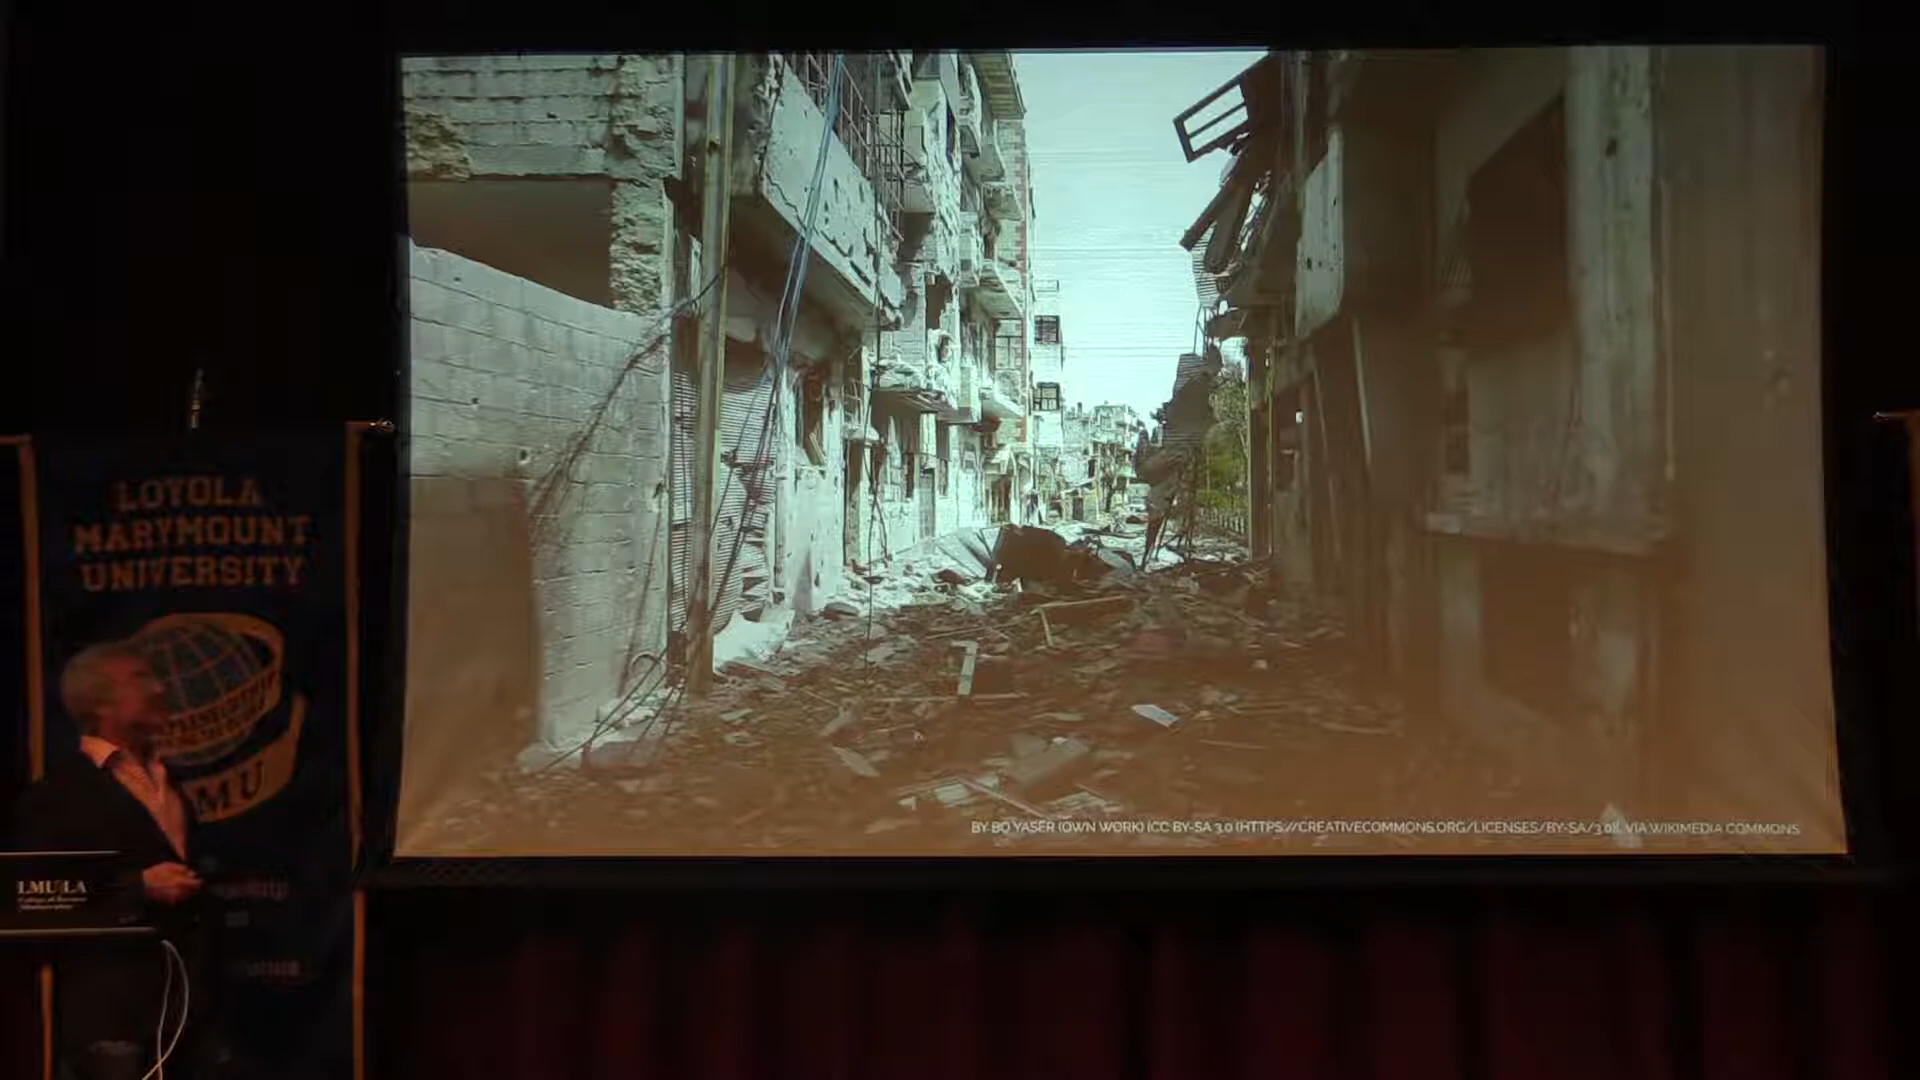 LOYOLA
MARYMOUNT
UNIVERSITY
MU
LMU|LA
BY BO YASER (OWN WORK) [CC BY-SA 3.0 (HTTPS://CREATIVECOMMONS.ORG/LICENSES/BY-SA/3.0)], VIA WIKIMEDIA COMMONS